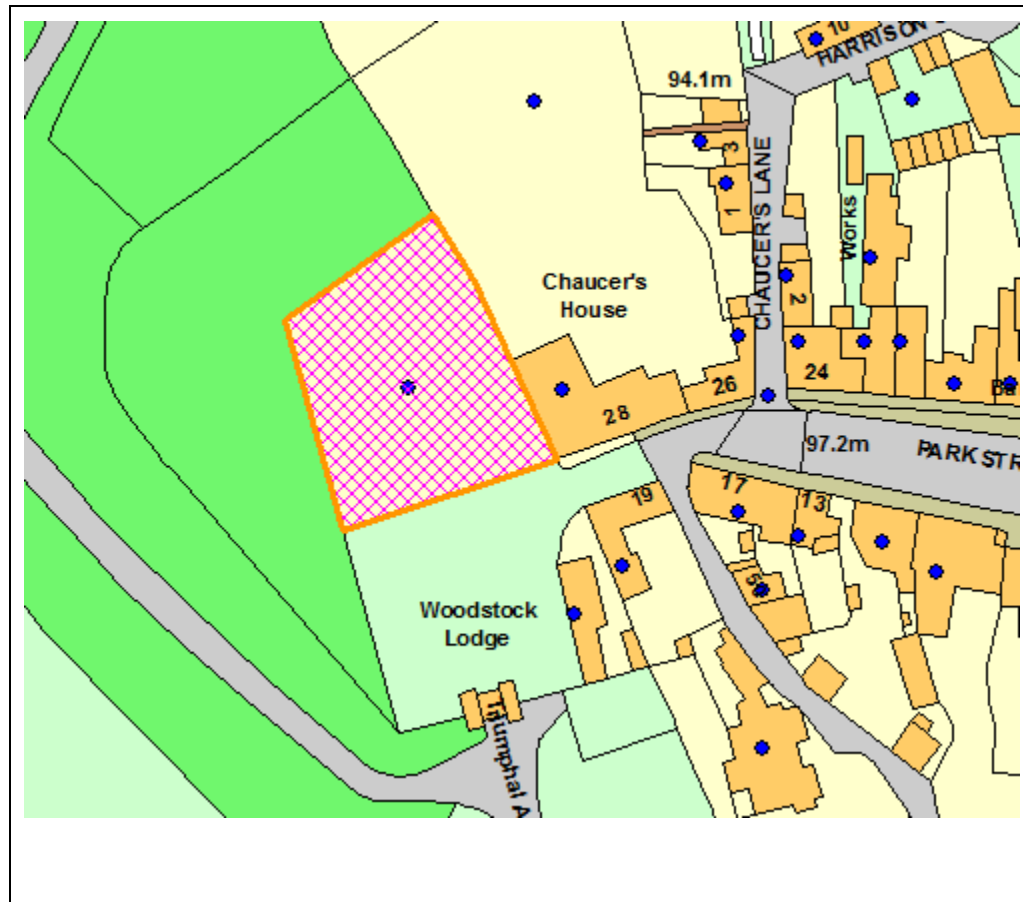 10
HARRISON
94.1m
3
1
CHAUCER'S LANE
Works
Chaucer's
House
2
24
26
28
97.2m
PARK STR
17
13
19
Woodstock
Lodge
Triumphal A